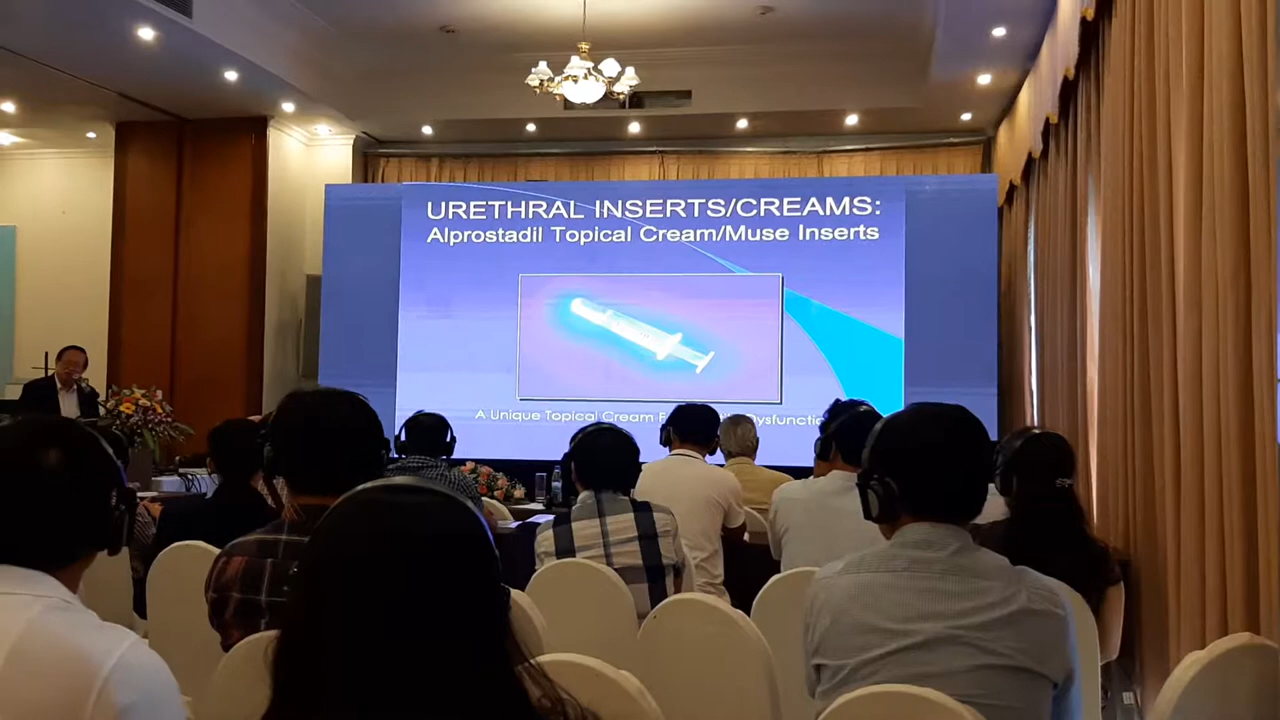 URETHRAL INSERTS/CREAMS:
Alprostadil Topical Cream/Muse Inserts
A Unique Topical Cream